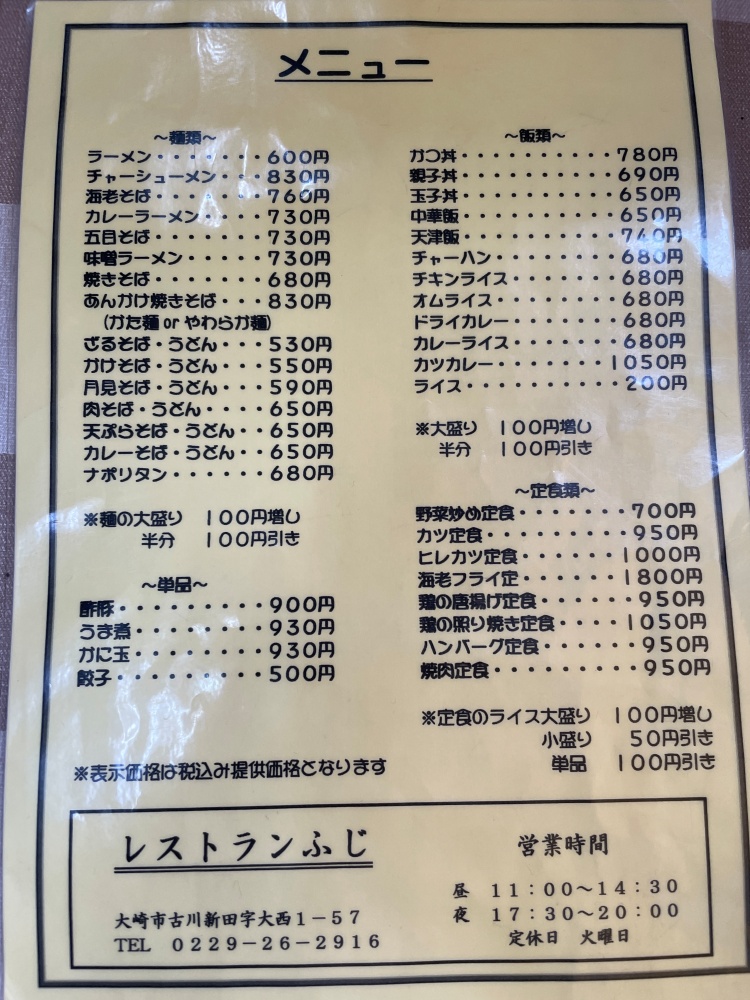 メニュー
～麺類～
ラーメン・・・・・・・600円
チャーシューメン・・・830円
海老そば・・・・・・・760円
カレーラーメン・・・・730円
五目そば・・・・・・・730円
味噌ラーメン・・・・・730円
焼きそば・・・・・・・680円
あんかけ焼きそば・・・830円
(かた麺 or やわらか麺)
ざるそば・うどん・・・530円
かけそば・うどん・・・550円
月見そば・うどん・・・590円
肉そば・うどん・・・・650円
天ぷらそば・うどん・・650円
カレーそば・うどん・・650円
ナポリタン・・・・・・680円
※麺の大盛り 100円増し
半分 100円引き
～単品～
酢豚・・・・・・・・・900円
うま煮・・・・・・・・930円
かに玉・・・・・・・・930円
餃子・・・・・・・・・500円
※表示価格は税込み提供価格となります
～飯類～
かつ丼・・・・・・・・・・780円
親子丼・・・・・・・・・・690円
玉子丼・・・・・・・・・・650円
中華飯・・・・・・・・・・650円
天津飯・・・・・・・・・・740円
チャーハン・・・・・・・・680円
チキンライス・・・・・・・680円
オムライス・・・・・・・・680円
ドライカレー・・・・・・・680円
カレーライス・・・・・・・680円
カツカレー・・・・・・・1050円
ライス・・・・・・・・・・200円
※大盛り 100円増し
半分 100円引き
～定食類～
野菜炒め定食・・・・・・・700円
カツ定食・・・・・・・・・950円
ヒレカツ定食・・・・・・1000円
海老フライ定・・・・・・1800円
鶏の唐揚げ定食・・・・・・950円
鶏の照り焼き定食・・・・1050円
ハンバーグ定食・・・・・・950円
焼肉定食・・・・・・・・・950円
※定食のライス大盛り 100円増し
小盛り 50円引き
単品 100円引き
レストランふじ
大崎市古川新田字大西1－57
TEL 0229－26－2916
営業時間
昼 11：00～14：30
夜 17：30～20：00
定休日 火曜日